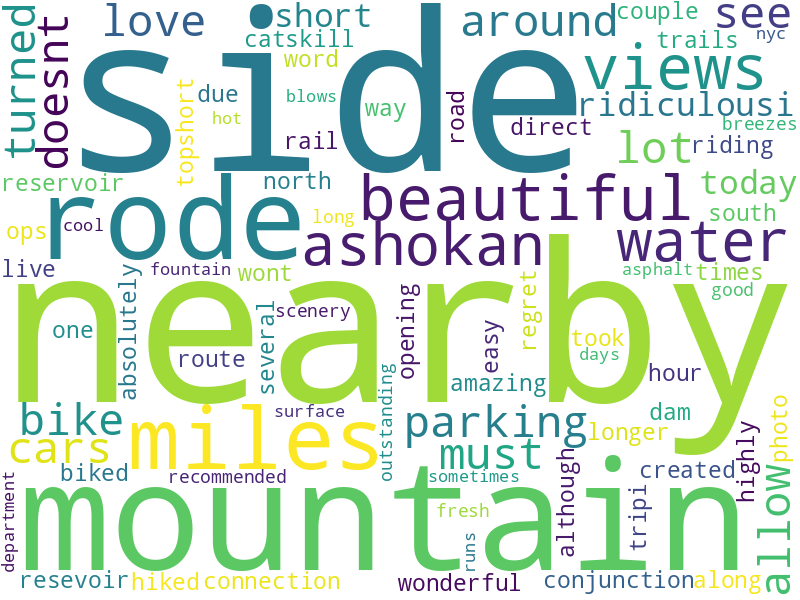 turned
doesnt
love
side
short
around
couple
see
nyc
catskill
trails
word
views
topshort
due
blows
way
road
ridiculousi
hot
direct
breezes
rail
lot
riding
reservoir
north
beautiful
today
rode
cool
long
south
ops
ashokan
water
live
fountain
wont
asphalt
times
nearby
good
absolutely
several
scenery
opening
easy
regret
one
took
route
days
hour
outstanding
amazing
bike
miles
surface
parking
dam
photo
cars
must
longer
highly
department
biked
recommended
sometimes
although
created
allow
mountain
fresh
tripi
runs
resevoir
hiked
connection
wonderful
conjunction
along